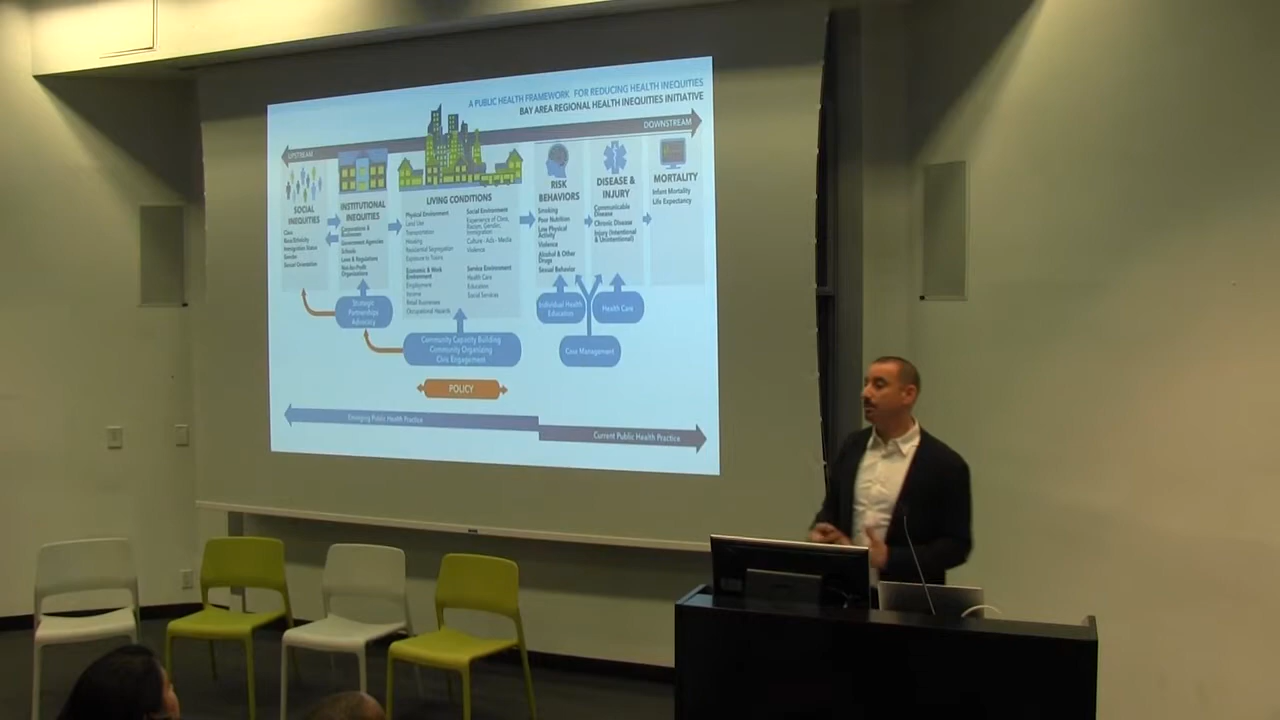 A PUBLIC HEALTH FRAMEWORK FOR REDUCING HEALTH INEQUITIES
BAY AREA REGIONAL HEALTH INEQUITIES INITIATIVE
UPSTREAM
DOWNSTREAM
SOCIAL
INEQUITIES
Class
Race/Ethnicity
Immigration Status
Gender
Sexual Orientation
INSTITUTIONAL
INEQUITIES
Corporations &
Businesses
Government Agencies
Schools
Laws & Regulations
Not-for-Profit
Organizations
LIVING CONDITIONS
Physical Environment
Land Use
Transportation
Housing
Residential Segregation
Exposure to Toxins
Economic & Work
Environment
Employment
Income
Retail Businesses
Occupational Hazards
Social Environment
Experience of Class,
Racism, Gender,
Immigration
Culture - Ads - Media
Violence
Service Environment
Health Care
Education
Social Services
RISK
BEHAVIORS
Smoking
Poor Nutrition
Low Physical
Activity
Violence
Alcohol & Other
Drugs
Sexual Behavior
DISEASE &
INJURY
Communicable
Disease
Chronic Disease
Injury (Intentional
& Unintentional)
MORTALITY
Infant Mortality
Life Expectancy
Strategic
Partnerships
Advocacy
Community Capacity Building
Community Organizing
Civic Engagement
Individual Health
Education
Health Care
Case Management
POLICY
Emerging Public Health Practice
Current Public Health Practice